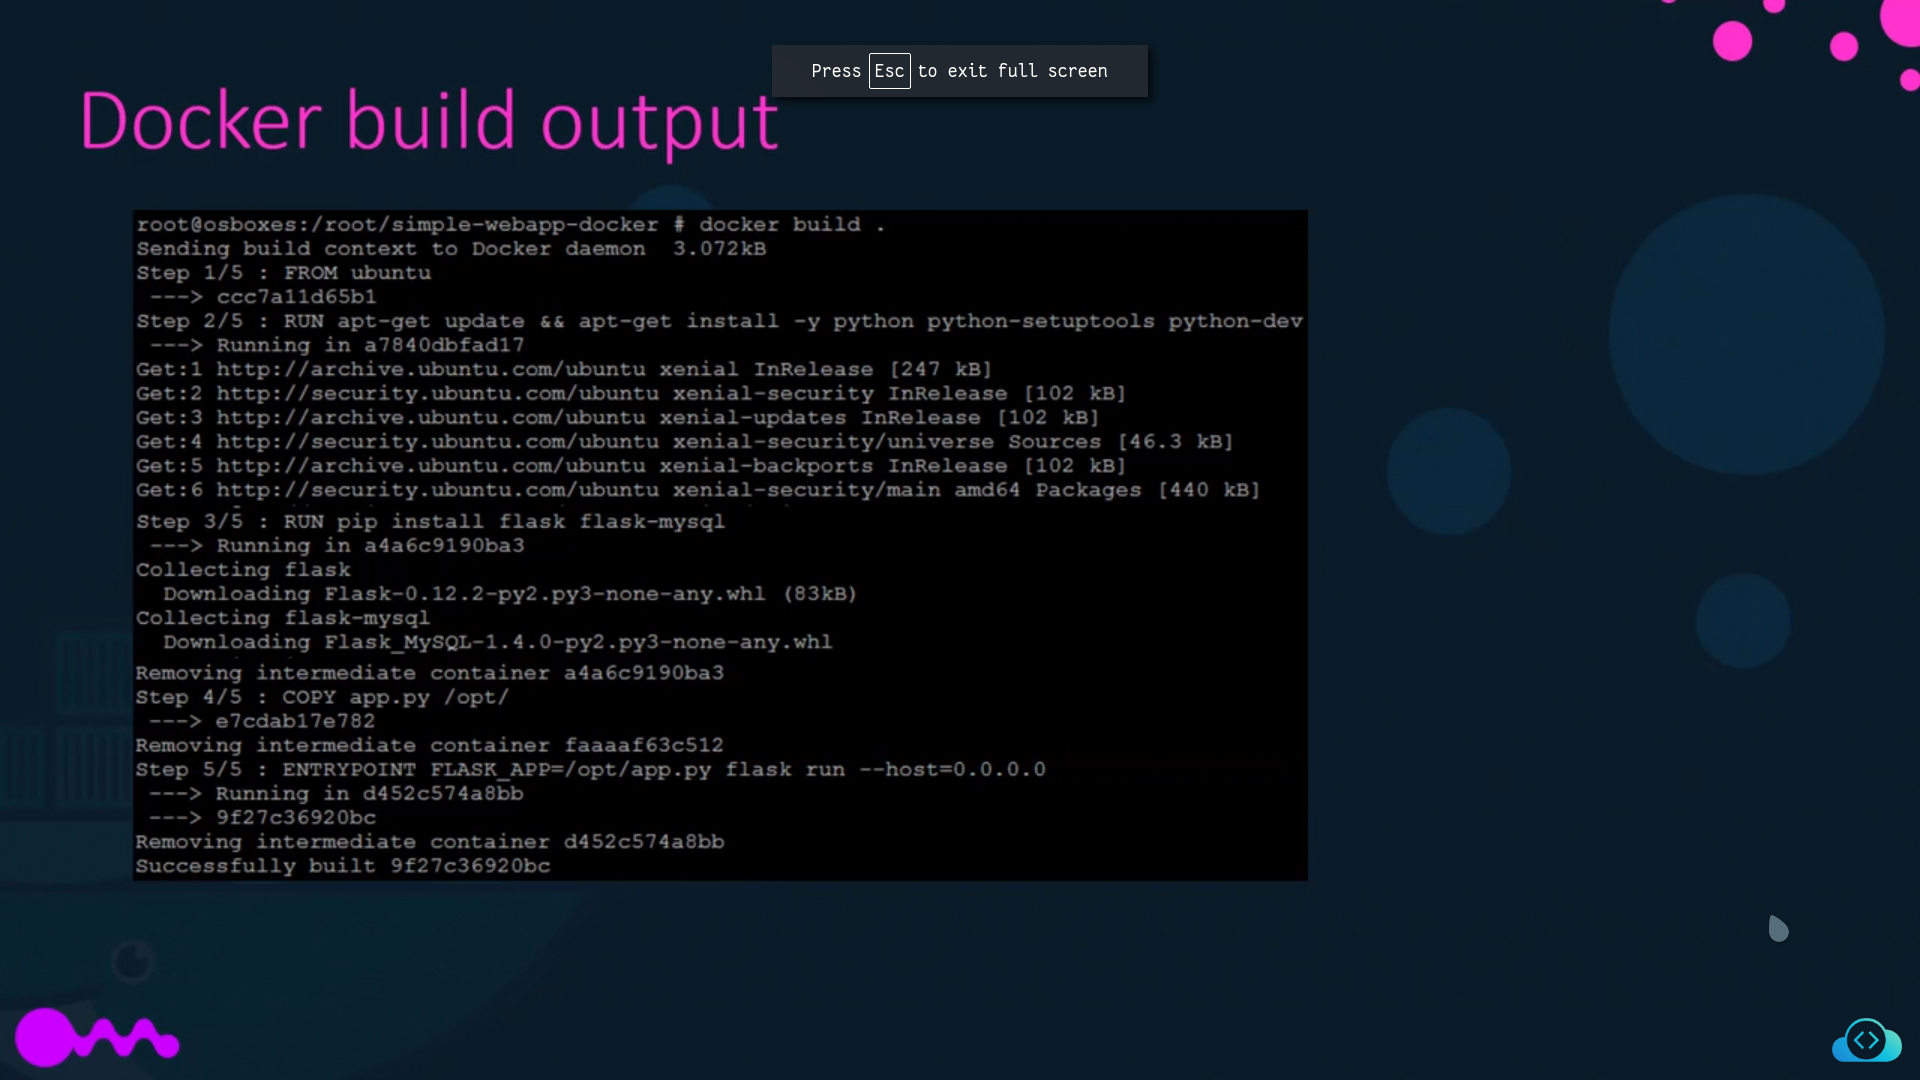 Press Esc to exit full screen
Docker build output
root@osboxes:/root/simple-webapp-docker # docker build .
Sending build context to Docker daemon  3.072kB
Step 1/5 : FROM ubuntu
 ---> ccc7a11d65b1
Step 2/5 : RUN apt-get update && apt-get install -y python python-setuptools python-dev
 ---> Running in a7840dbfad17
Get:1 http://archive.ubuntu.com/ubuntu xenial InRelease [247 kB]
Get:2 http://security.ubuntu.com/ubuntu xenial-security InRelease [102 kB]
Get:3 http://archive.ubuntu.com/ubuntu xenial-updates InRelease [102 kB]
Get:4 http://security.ubuntu.com/ubuntu xenial-security/universe Sources [46.3 kB]
Get:5 http://archive.ubuntu.com/ubuntu xenial-backports InRelease [102 kB]
Get:6 http://security.ubuntu.com/ubuntu xenial-security/main amd64 Packages [440 kB]
Step 3/5 : RUN pip install flask flask-mysql
 ---> Running in a4a6c9190ba3
Collecting flask
  Downloading Flask-0.12.2-py2.py3-none-any.whl (83kB)
Collecting flask-mysql
  Downloading Flask_MySQL-1.4.0-py2.py3-none-any.whl
Removing intermediate container a4a6c9190ba3
Step 4/5 : COPY app.py /opt/
 ---> e7cdab17e782
Removing intermediate container faaaaf63c512
Step 5/5 : ENTRYPOINT FLASK_APP=/opt/app.py flask run --host=0.0.0.0
 ---> Running in d452c574a8bb
 ---> 9f27c36920bc
Removing intermediate container d452c574a8bb
Successfully built 9f27c36920bc